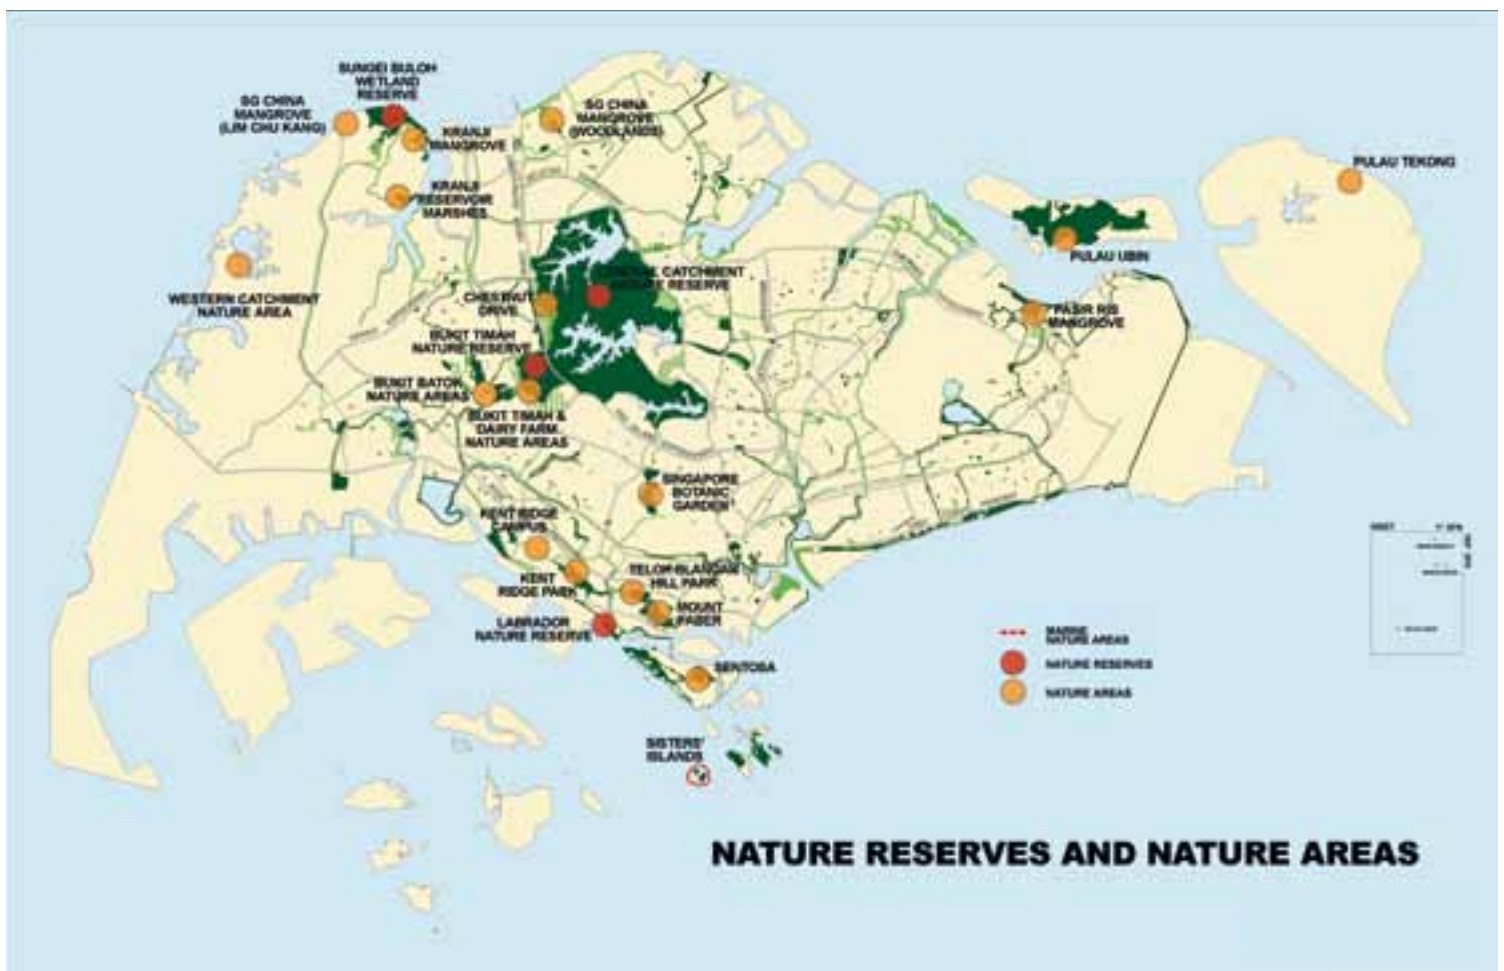 SUNGEI BULOH
WETLAND
RESERVE
SG CHINA
MANGROVE
(LIM CHU KANG)
KRANJI
MANGROVE
SG CHINA
MANGROVE
(WOODLANDS)
KRANJI
RESERVOIR
MARSHES
PULAU TEKONG
PULAU UBIN
WESTERN CATCHMENT
NATURE AREA
CHESTNUT
DRIVE
CENTRAL CATCHMENT
NATURE RESERVE
PASIR RIS
MANGROVE
BUKIT TIMAH
NATURE RESERVE
BUKIT BATOK
NATURE AREAS
BUKIT TIMAH &
DAIRY FARM
NATURE AREAS
SINGAPORE
BOTANIC
GARDEN
KENT RIDGE
CAMPUS
KENT
RIDGE PARK
TELOK BLANGAH
HILL PARK
MOUNT
FABER
LABRADOR
NATURE RESERVE
SENTOSA
SISTERS'
ISLANDS
MARINE
NATURE AREAS
NATURE RESERVES
NATURE AREAS
NATURE RESERVES AND NATURE AREAS